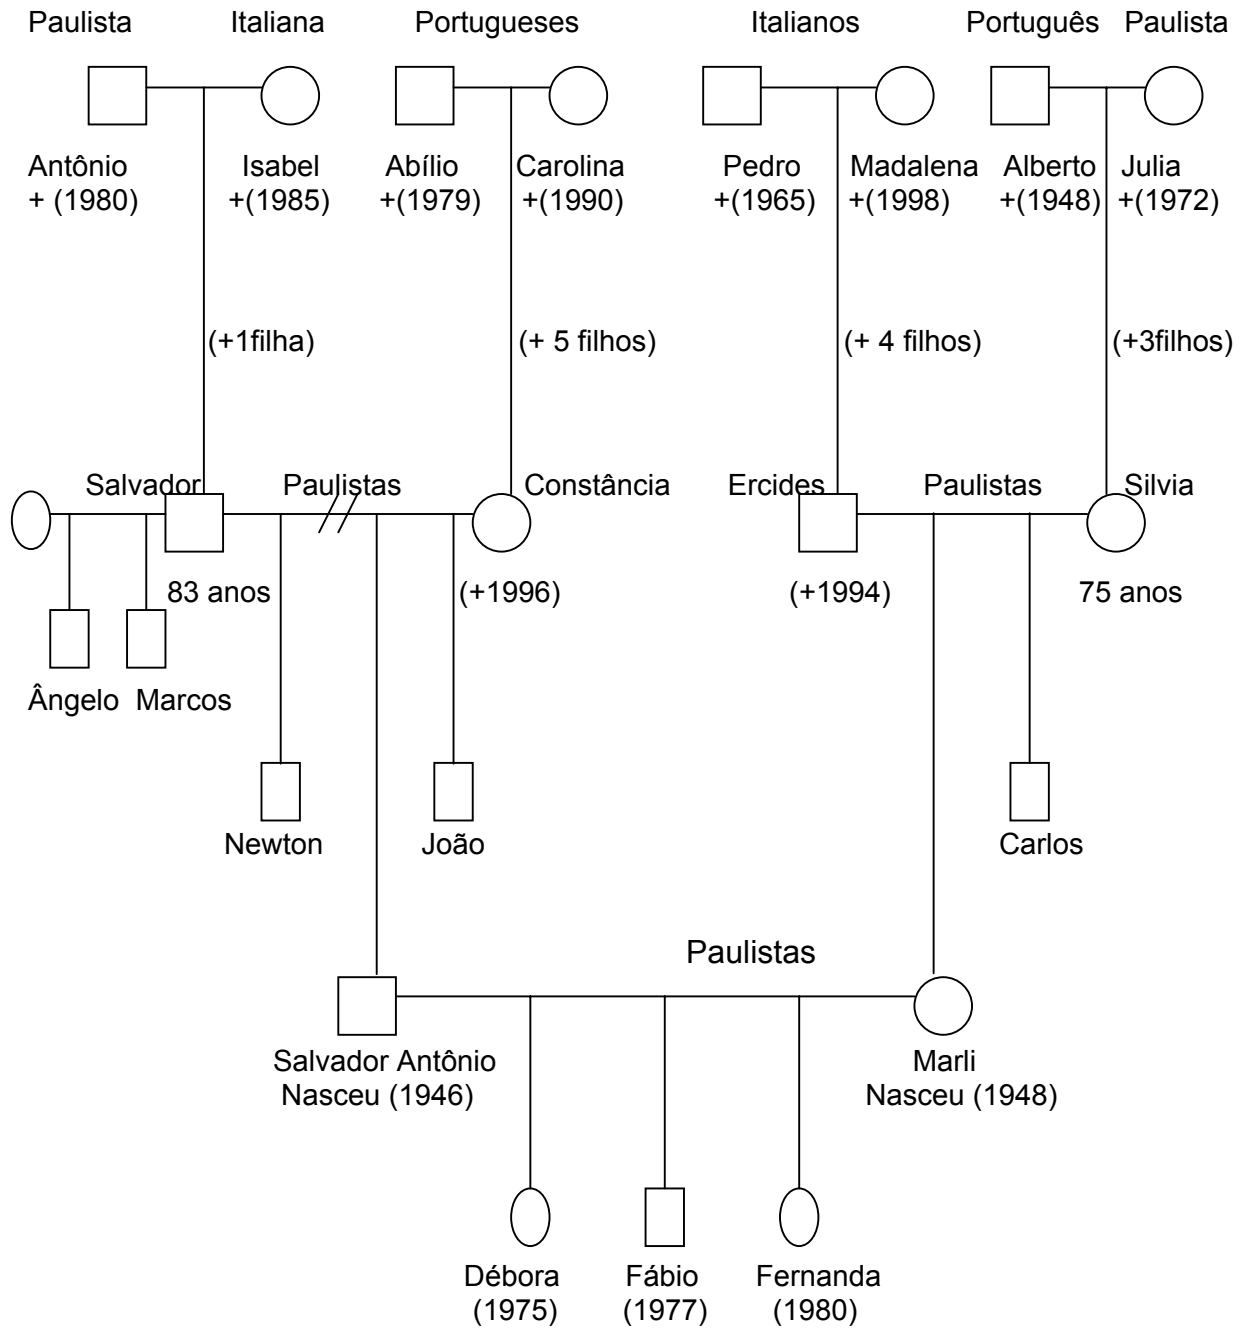 Paulista Italiana Portugueses Italianos Português Paulista
Antônio Isabel Abílio Carolina Pedro Madalena Alberto Julia
+ (1980) +(1985) +(1979) +(1990) +(1965) +(1998) +(1948) +(1972)
(+1filha) (+ 5 filhos) (+ 4 filhos) (+3filhos)
Salvador Paulistas Constância Ercides Paulistas Silvia
83 anos (+1996) (+1994) 75 anos
Ângelo Marcos
Newton João Carlos
Paulistas
Salvador Antônio Marli
Nasceu (1946) Nasceu (1948)
Débora Fábio Fernanda
(1975) (1977) (1980)